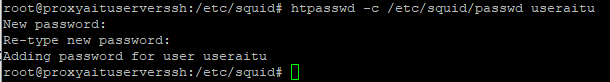 root@proxyaituserverssh:/etc/squid# htpasswd -c /etc/squid/passwd useraitu
New password:
Re-type new password:
Adding password for user useraitu
root@proxyaituserverssh:/etc/squid#